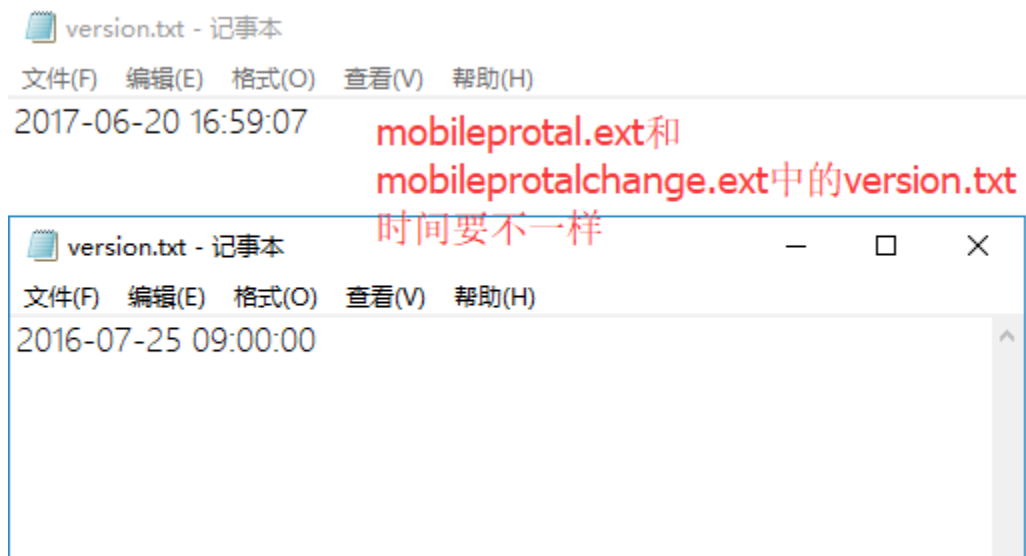 version.txt - 记事本
文件(F) 编辑(E) 格式(O) 查看(V) 帮助(H)
2017-06-20 16:59:07
mobileprotal.ext和
mobileprotalchange.ext中的version.txt
时间要不一样
version.txt - 记事本
文件(F) 编辑(E) 格式(O) 查看(V) 帮助(H)
2016-07-25 09:00:00